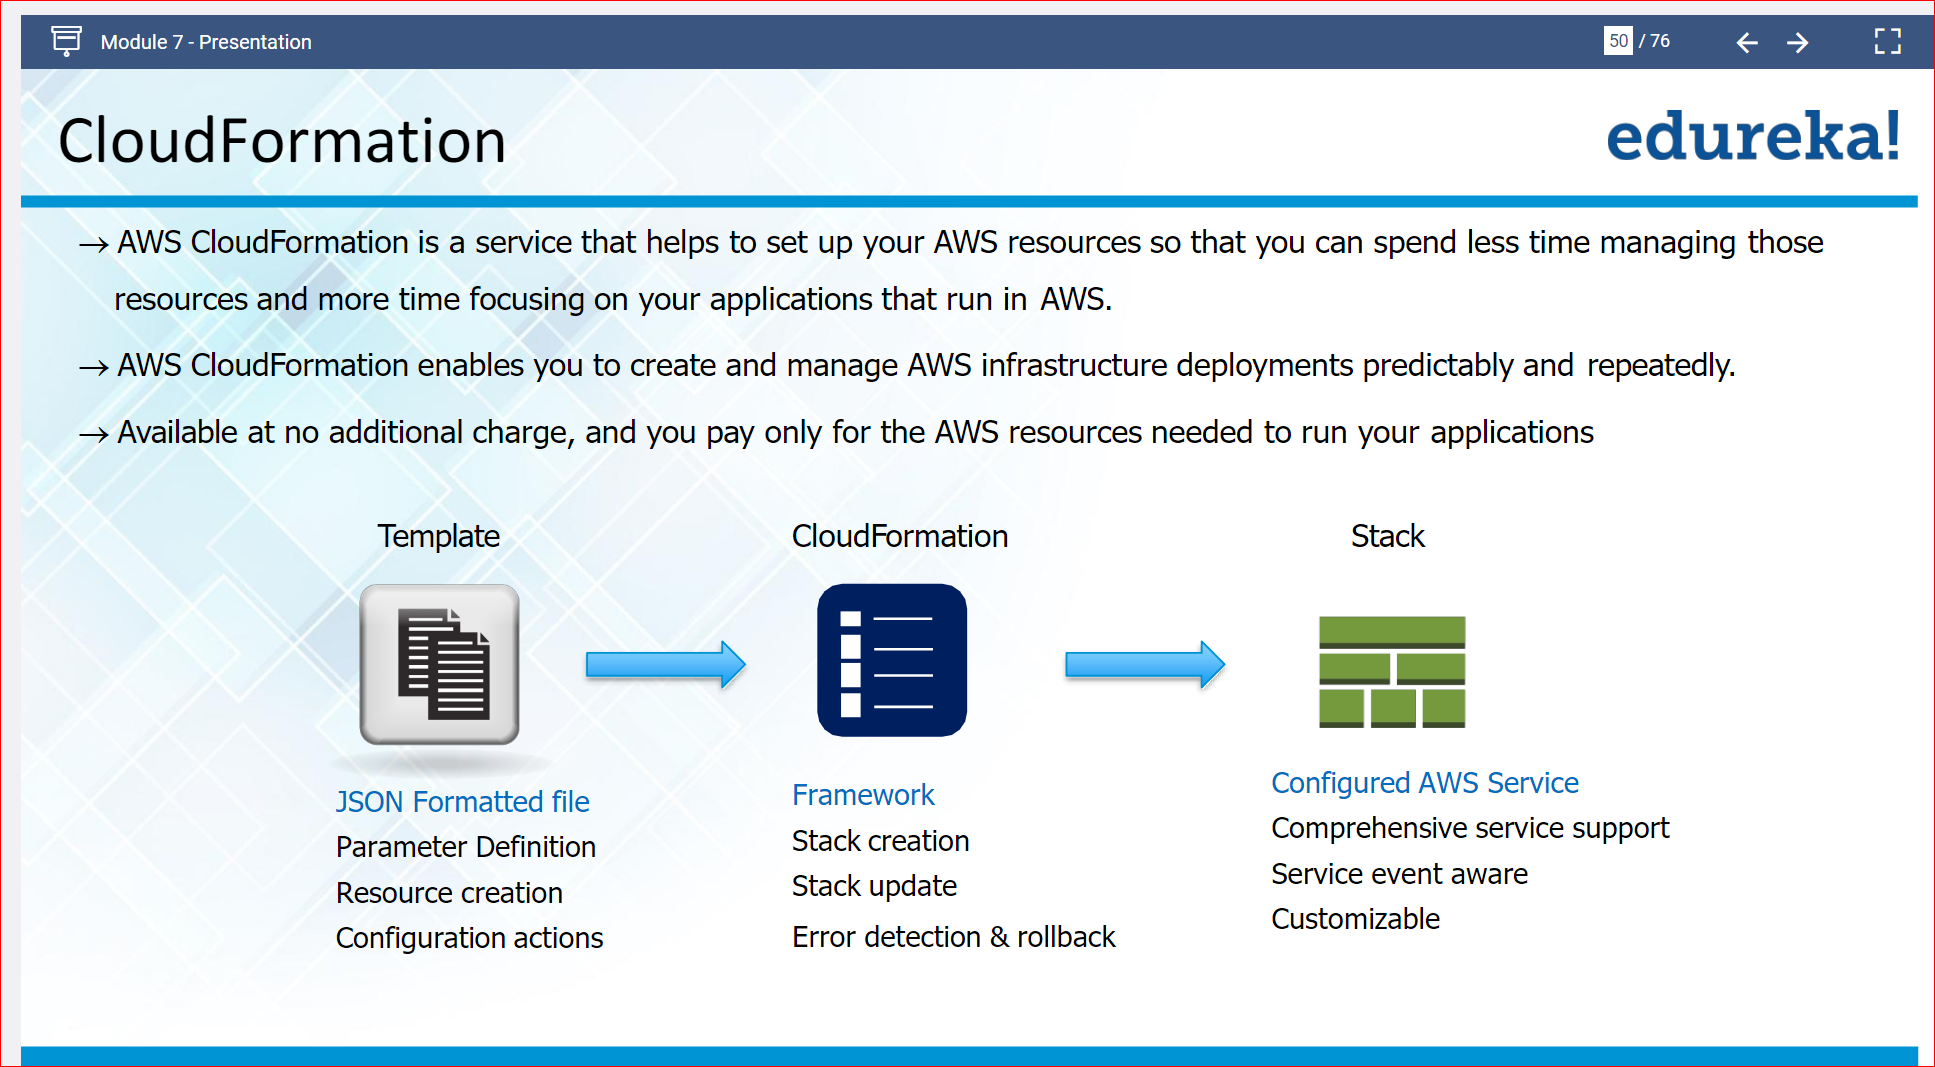 Module 7 - Presentation
50 / 76
CloudFormation
edureka!
→ AWS CloudFormation is a service that helps to set up your AWS resources so that you can spend less time managing those
resources and more time focusing on your applications that run in AWS.
→ AWS CloudFormation enables you to create and manage AWS infrastructure deployments predictably and repeatedly.
→ Available at no additional charge, and you pay only for the AWS resources needed to run your applications
Template
JSON Formatted file
Parameter Definition
Resource creation
Configuration actions
CloudFormation
Framework
Stack creation
Stack update
Error detection & rollback
Stack
Configured AWS Service
Comprehensive service support
Service event aware
Customizable